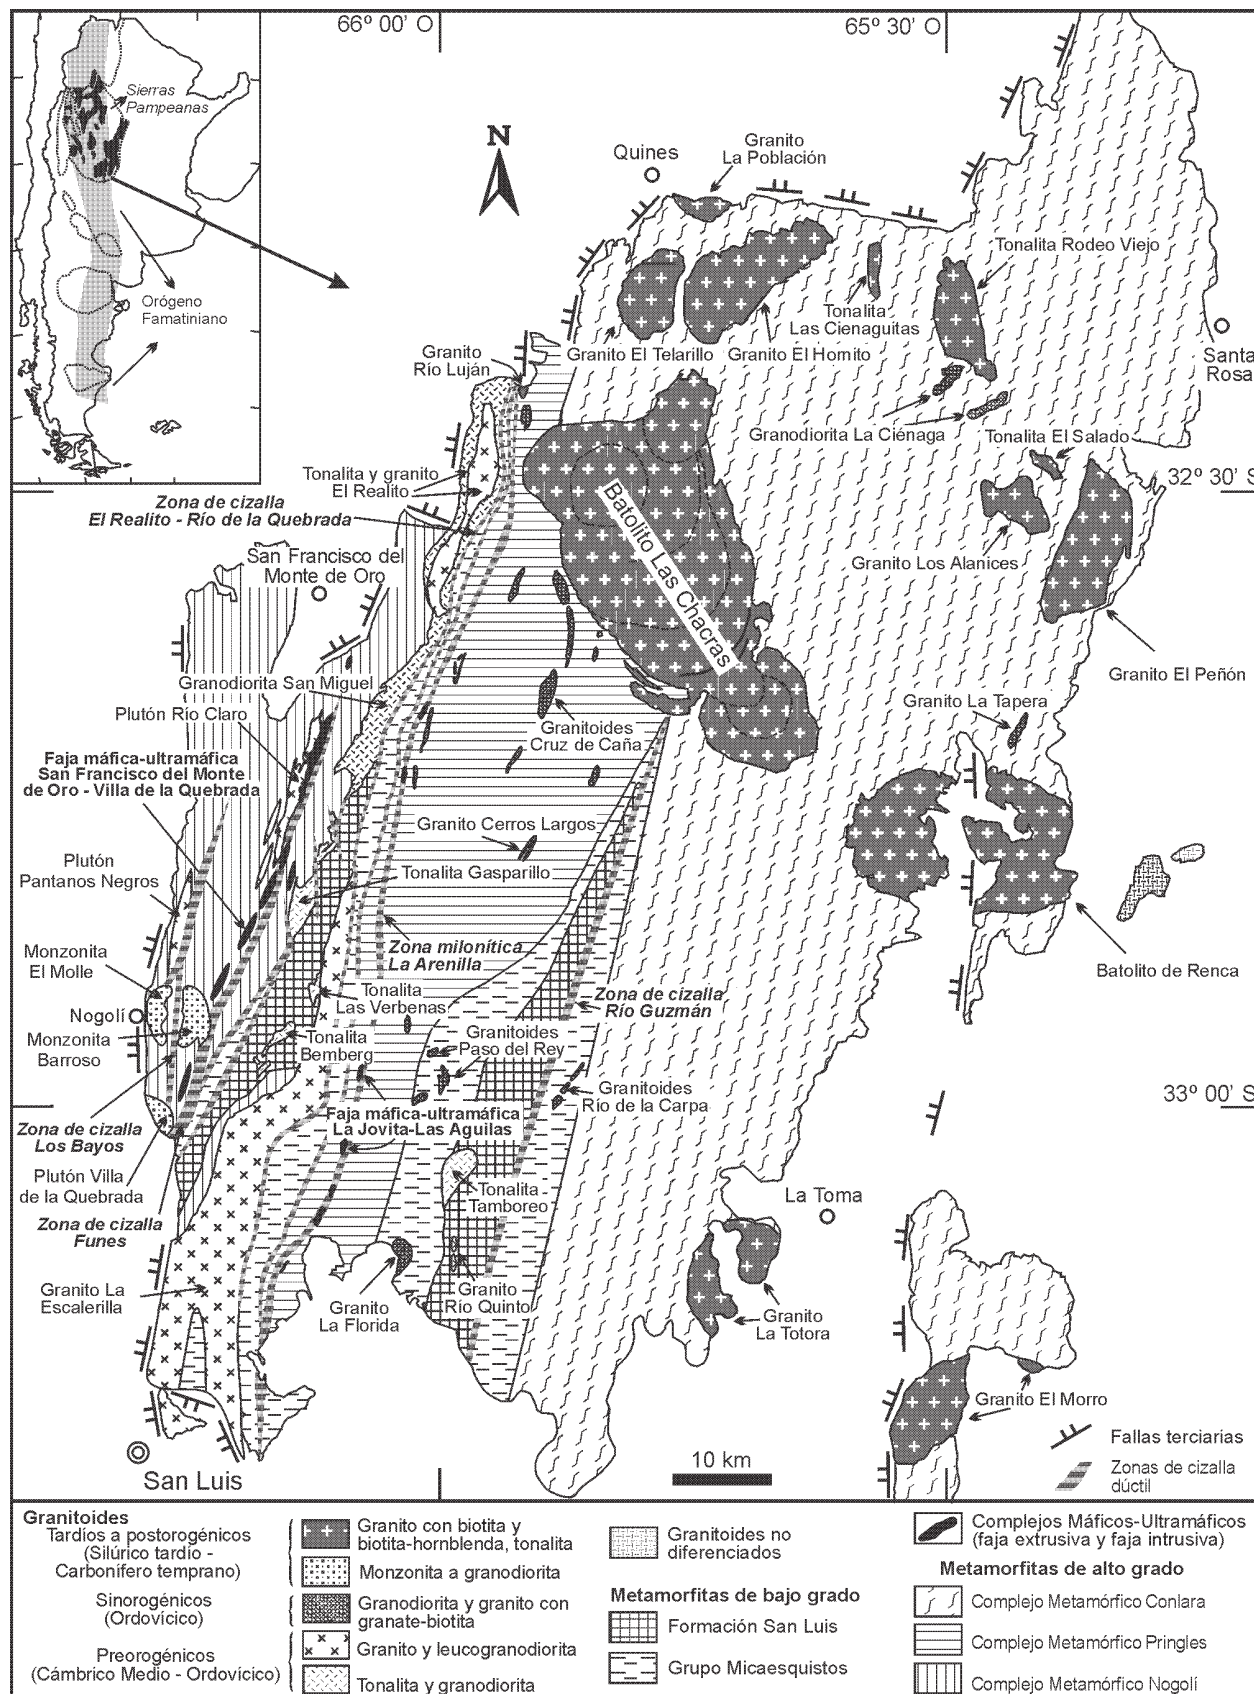 66º 00' O
65º 30' O
Sierras
Pampeanas
Orógeno
Famatiniano
N
Quines
Granito
La Población
Tonalita Rodeo Viejo
Tonalita
Las Cienaguitas
Granito El Telarillo
Granito El Hornito
Santa
Rosa
Granito
Río Luján
Granodiorita La Ciénaga
Tonalita El Salado
32º 30' S
Tonalita y granito
El Realito
Zona de cizalla
El Realito - Río de la Quebrada
San Francisco del
Monte de Oro
Batolito Las Chacras
Granito Los Alanices
Granito El Peñón
Granodiorita San Miguel
Plutón Río Claro
Granitoides
Cruz de Caña
Granito La Tapera
Faja máfica-ultramáfica
San Francisco del Monte
de Oro - Villa de la Quebrada
Granito Cerros Largos
Plutón
Pantanos Negros
Tonalita Gasparillo
Monzonita
El Molle
Zona milonítica
La Arenilla
Batolito de Renca
Tonalita
Las Verbenas
Zona de cizalla
Río Guzmán
Nogolí
Monzonita
Barroso
Tonalita
Bemberg
Granitoides
Paso del Rey
Granitoides
Río de la Carpa
33º 00' S
Zona de cizalla
Los Bayos
Faja máfica-ultramáfica
La Jovita-Las Aguilas
Plutón Villa
de la Quebrada
Tonalita
Tamboreo
La Toma
Zona de cizalla
Funes
Granito La
Escalerilla
Granito
La Florida
Granito
Río Quinto
Granito
La Totora
Granito El Morro
San Luis
10 km
Fallas terciarias
Zonas de cizalla
dúctil
Granitoides
Tardíos a postorogénicos
(Silúrico tardio -
Carbonífero temprano)
Sinorogénicos
(Ordovícico)
Preorogénicos
(Cámbrico Medio - Ordovícico)
Granito con biotita y
biotita-hornblenda, tonalita
Monzonita a granodiorita
Granodiorita y granito con
granate-biotita
Granito y leucogranodiorita
Tonalita y granodiorita
Granitoides no
diferenciados
Metamorfitas de bajo grado
Formación San Luis
Grupo Micaesquistos
Complejos Máficos-Ultramáficos
(faja extrusiva y faja intrusiva)
Metamorfitas de alto grado
Complejo Metamórfico Conlara
Complejo Metamórfico Pringles
Complejo Metamórfico Nogolí